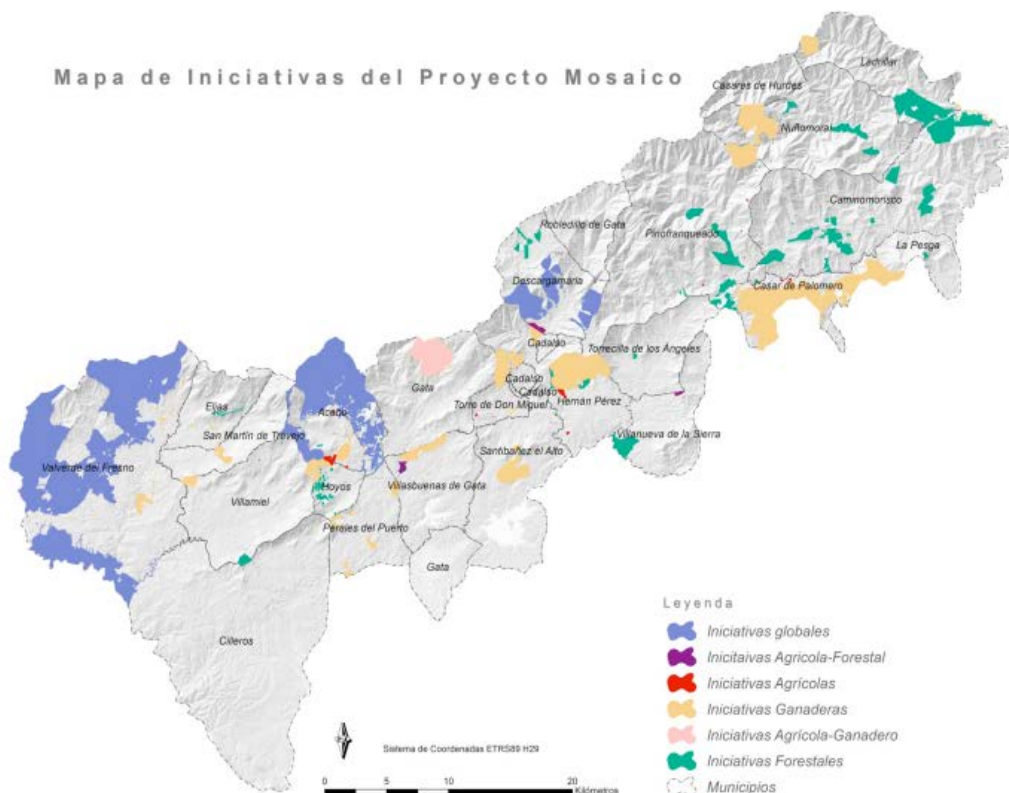 Mapa de Iniciativas del Proyecto Mosaico
Ladrillar
Casares de Hurdes
Nuñomoral
Caminomorisco
Robledillo de Gata
Pinofranqueado
La Pesga
Descargamaría
Casar de Palomero
Cadalso
Torrecilla de los Ángeles
Gata
Cadalso
Cadalso
Hernán Pérez
Torre de Don Miguel
Eljas
Acebo
San Martín de Trevejo
Villanueva de la Sierra
Valverde del Fresno
Santibáñez el Alto
Hoyos
Villasbuenas de Gata
Villamiel
Perales del Puerto
Gata
Cilleros
Leyenda
Iniciativas globales
Inicitaivas Agricola-Forestal
Iniciativas Agrícolas
Iniciativas Ganaderas
Iniciativas Agrícola-Ganadero
Iniciativas Forestales
Municipios
Sistema de Coordenadas ETRS89 H29
0 5 10 20
Kilómetros